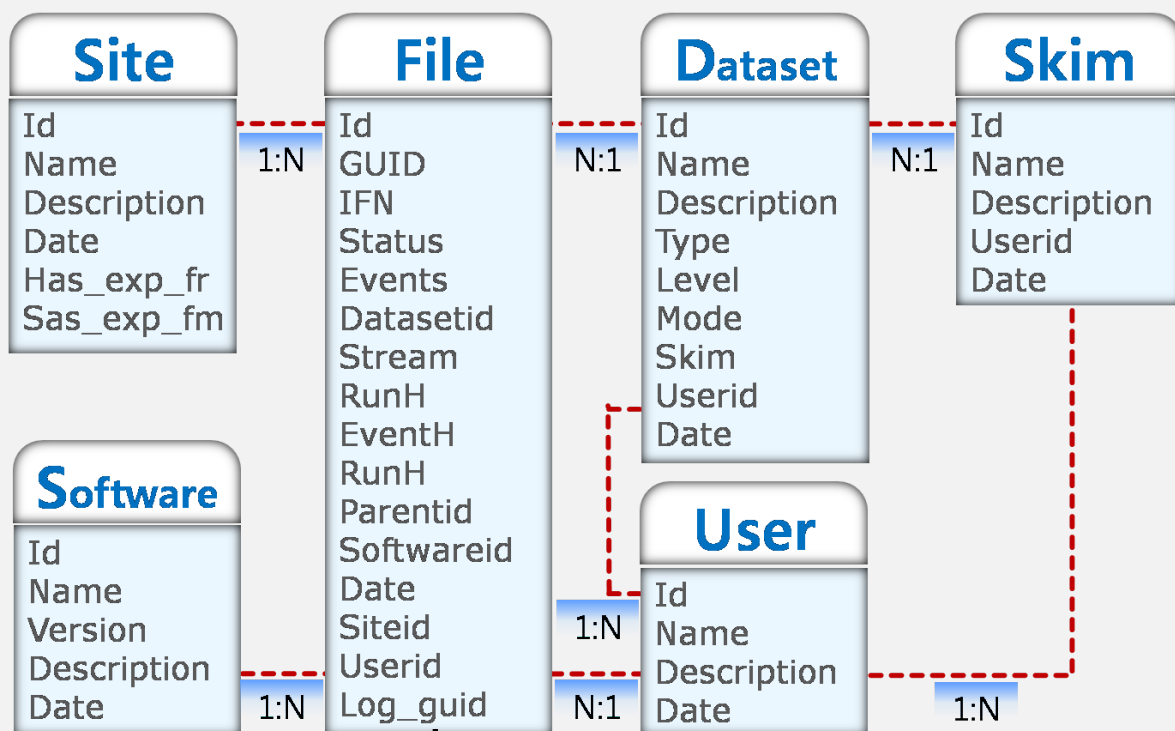 Site
Id
Name
Description
Date
Has_exp_fr
Sas_exp_fm
1:N
File
Id
GUID
IFN
Status
Events
Datasetid
Stream
RunH
EventH
RunH
Parentid
Softwareid
Date
Siteid
Userid
Log_guid
N:1
Dataset
Id
Name
Description
Type
Level
Mode
Skim
Userid
Date
N:1
Skim
Id
Name
Description
Userid
Date
Software
Id
Name
Version
Description
Date
1:N
1:N
N:1
User
Id
Name
Description
Date
1:N